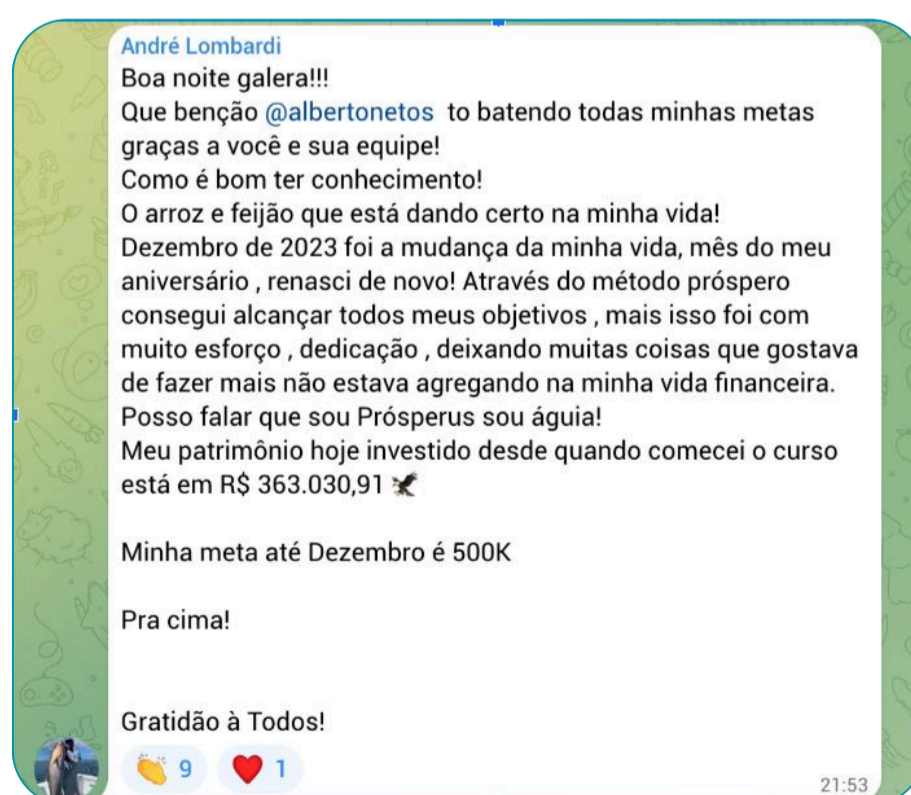 André Lombardi
Boa noite galera!!!
Que benção @albertonetos to batendo todas minhas metas
graças a você e sua equipe!
Como é bom ter conhecimento!
O arroz e feijão que está dando certo na minha vida!
Dezembro de 2023 foi a mudança da minha vida, mês do meu
aniversário , renasci de novo! Através do método próspero
consegui alcançar todos meus objetivos , mais isso foi com
muito esforço , dedicação , deixando muitas coisas que gostava
de fazer mais não estava agregando na minha vida financeira.
Posso falar que sou Prósperus sou águia!
Meu patrimônio hoje investido desde quando comecei o curso
está em R$ 363.030,91 🦅
Minha meta até Dezembro é 500K
Pra cima!
Gratidão à Todos!
👏 9 ❤️ 1
21:53